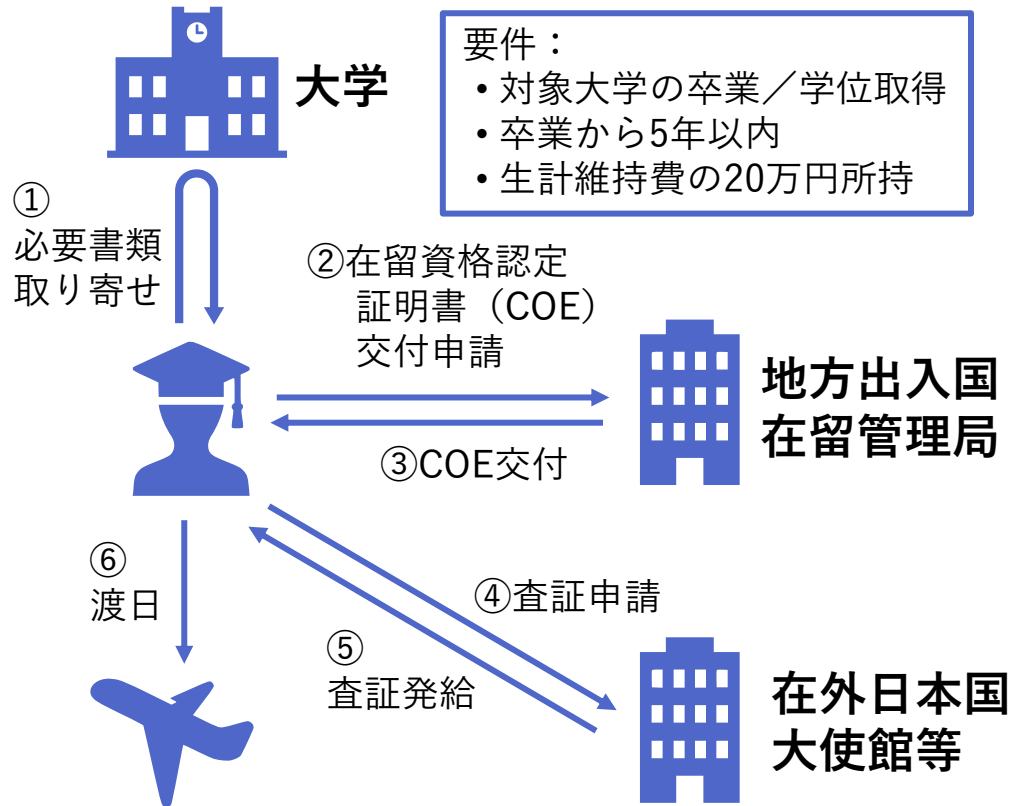 大学
要件：
・対象大学の卒業／学位取得
・卒業から5年以内
・生計維持費の20万円所持
①
必要書類
取り寄せ
②在留資格認定
証明書（COE）
交付申請
地方出入国
在留管理局
③COE交付
⑥
渡日
④査証申請
⑤
査証発給
在外日本国
大使館等